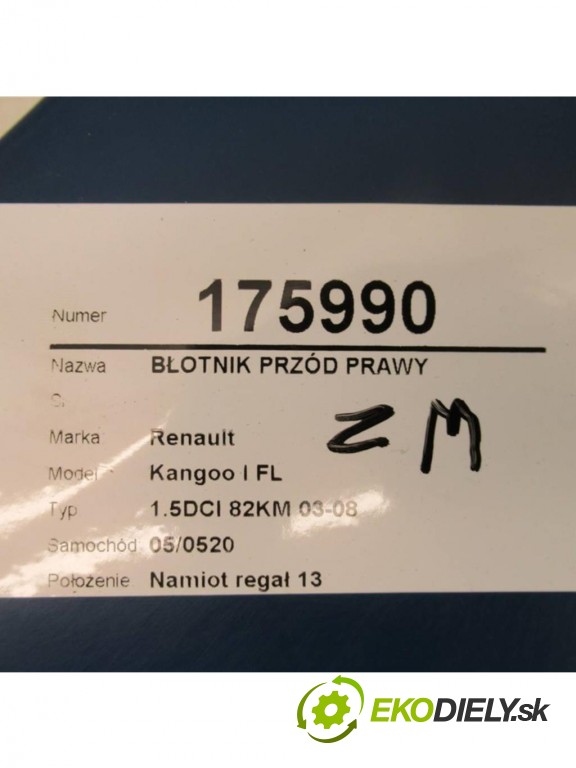 Numer 175990
Nazwa BŁOTNIK PRZÓD PRAWY
Marka Renault
Z M
Model Kangoo I FL
Typ 1.5DCI 82KM 03-08
Samochód 05/0520
Położenie Namiot regał 13
EKODIELY.sk